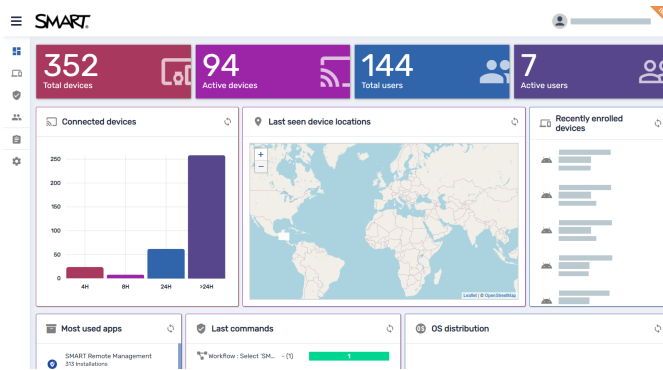 SMART
352
Total devices
94
Active devices
144
Total users
7
Active users
Connected devices
250
200
150
100
50
0
4H
8H
24H
>24H
Last seen device locations
+
−
Leaflet | © OpenStreetMap
Recently enrolled
devices
Most used apps
SMART Remote Management
313 Installations
Last commands
Workflow : Select 'SM... - (1)
1
OS distribution